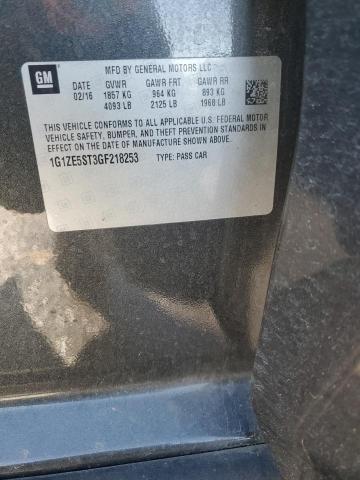 GM
MFD BY GENERAL MOTORS LLC
DATE GVWR GAWR FRT GAWR RR
02/16 1857 KG 964 KG 893 KG
4093 LB 2125 LB 1968 LB
THIS VEHICLE CONFORMS TO ALL APPLICABLE U.S. FEDERAL MOTOR
VEHICLE SAFETY, BUMPER, AND THEFT PREVENTION STANDARDS
IN EFFECT ON THE DATE OF MANUFACTURE SHOWN ABOVE.
1G1ZE5ST3GF218253 TYPE: PASS CAR